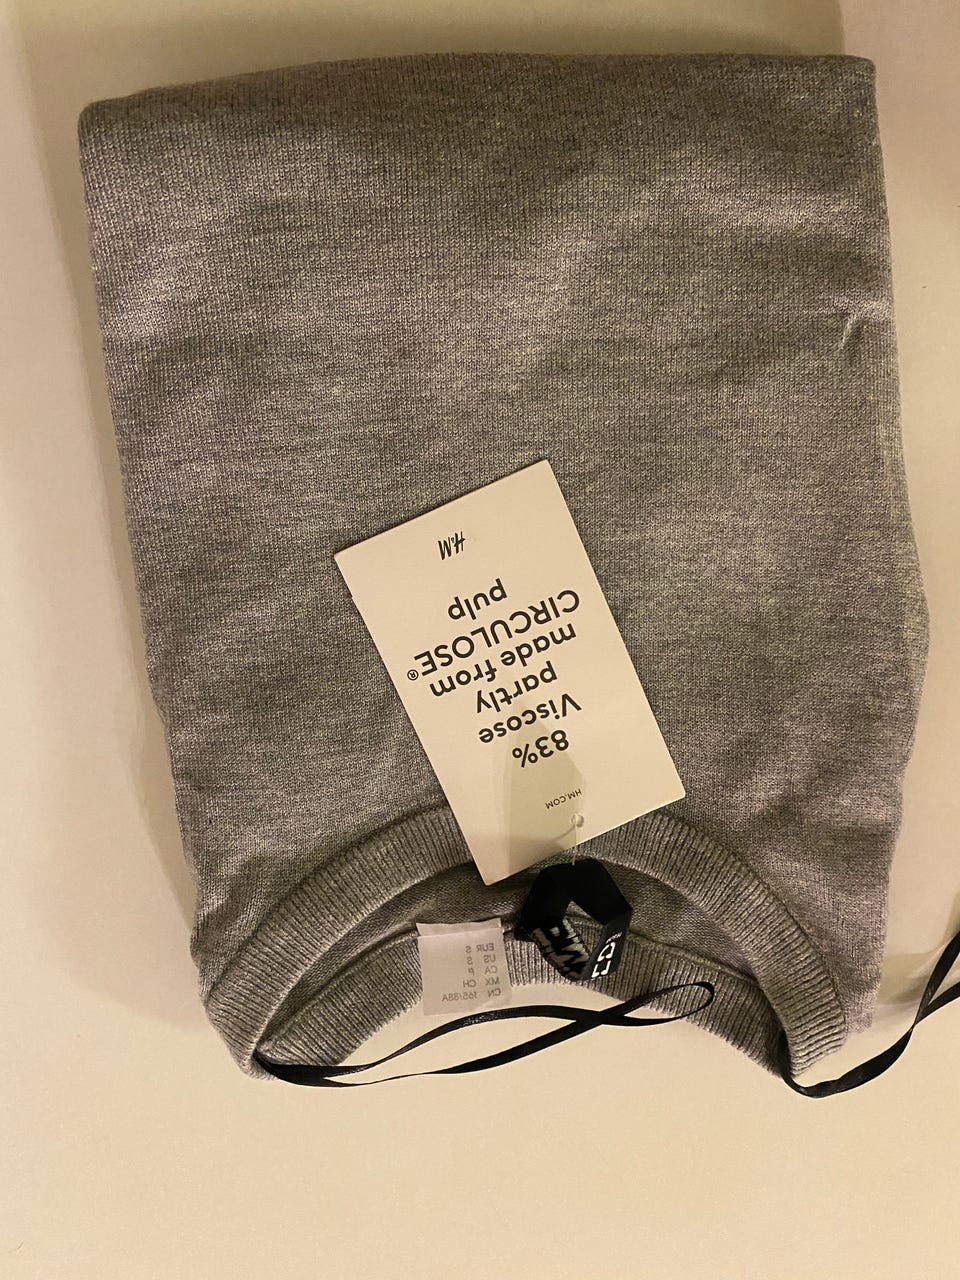 HM.COM
83%
Viscose
partly
made from
CIRCULOSE®
pulp
H&M
EUR S
US S
CA P
MX CH
CN 165/88A